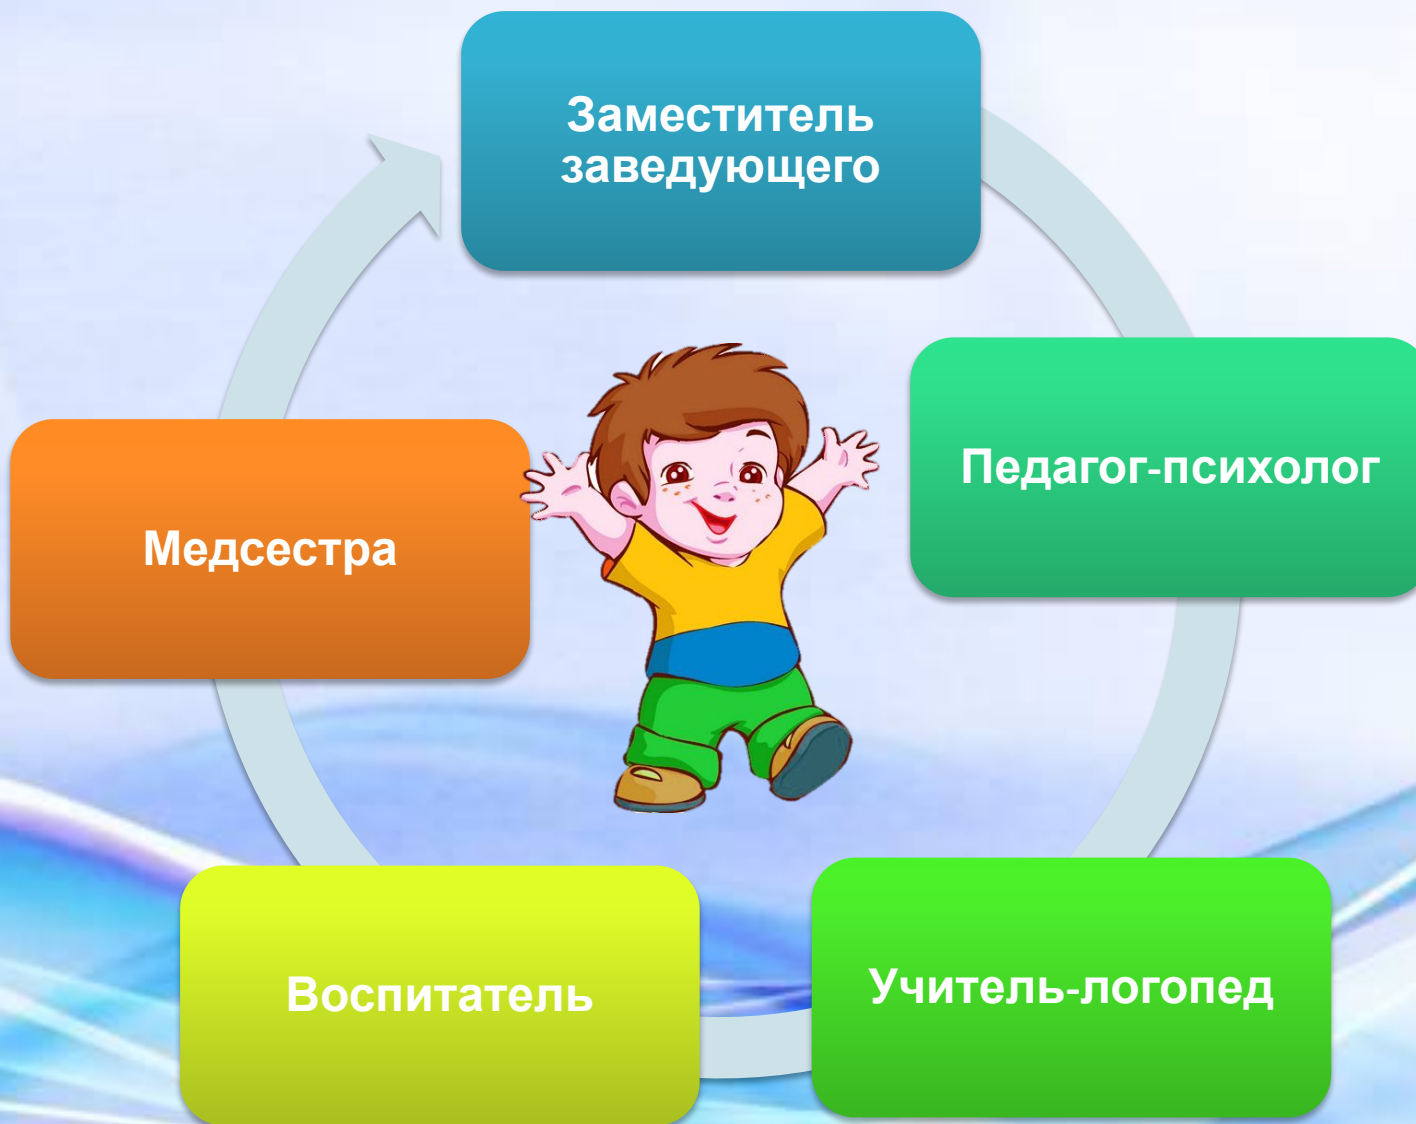 Заместитель
заведующего
Педагог-психолог
Медсестра
Учитель-логопед
Воспитатель